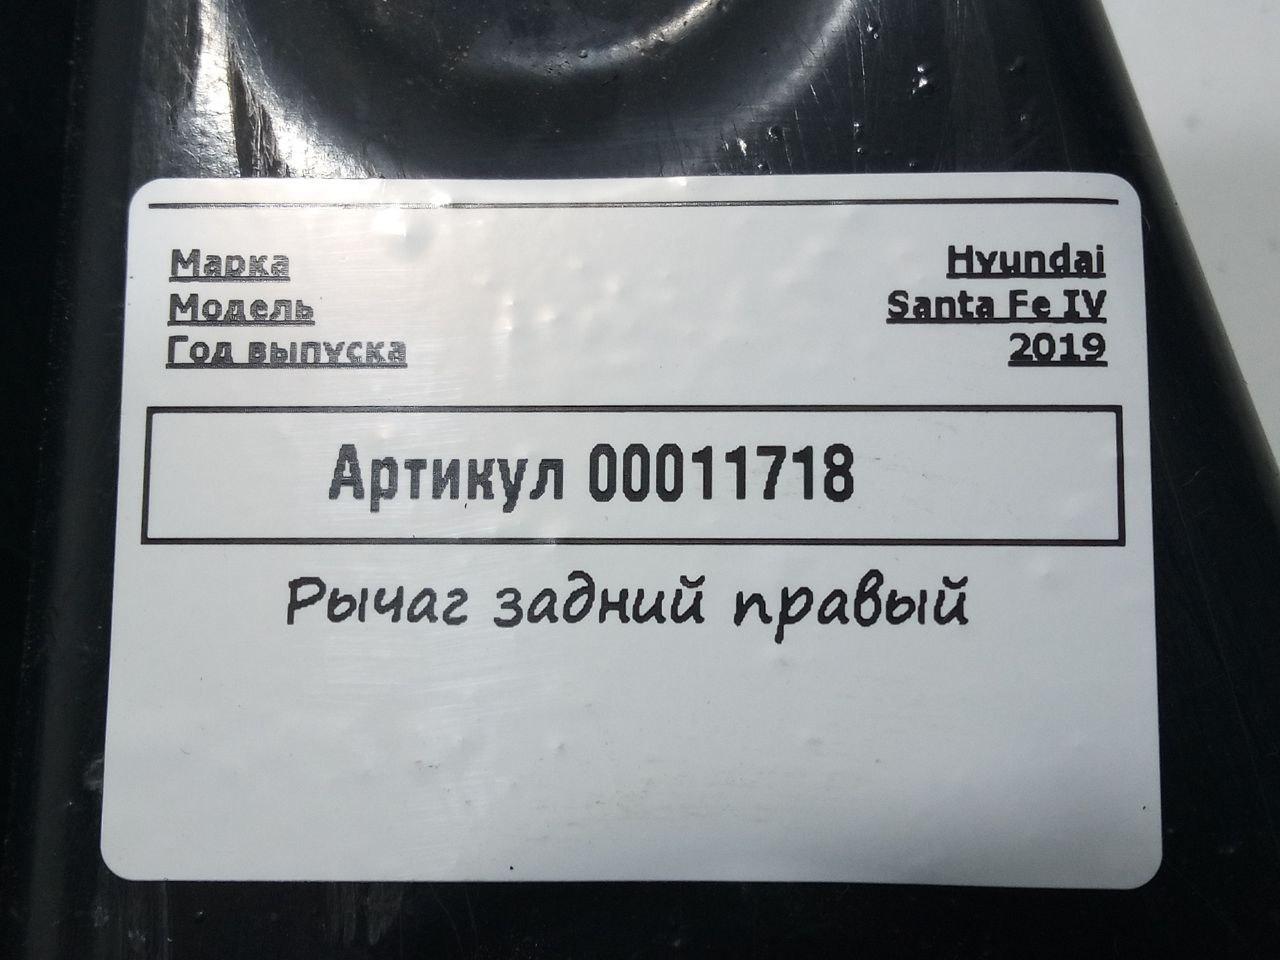 Марка Hyundai
Модель Santa Fe IV
Год выпуска 2019
Артикул 00011718
Рычаг задний правый